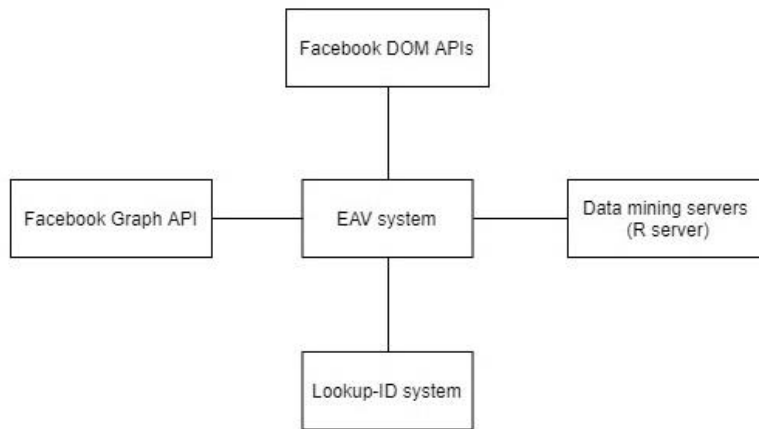 Facebook DOM APIs
Facebook Graph API
EAV system
Data mining servers
(R server)
Lookup-ID system